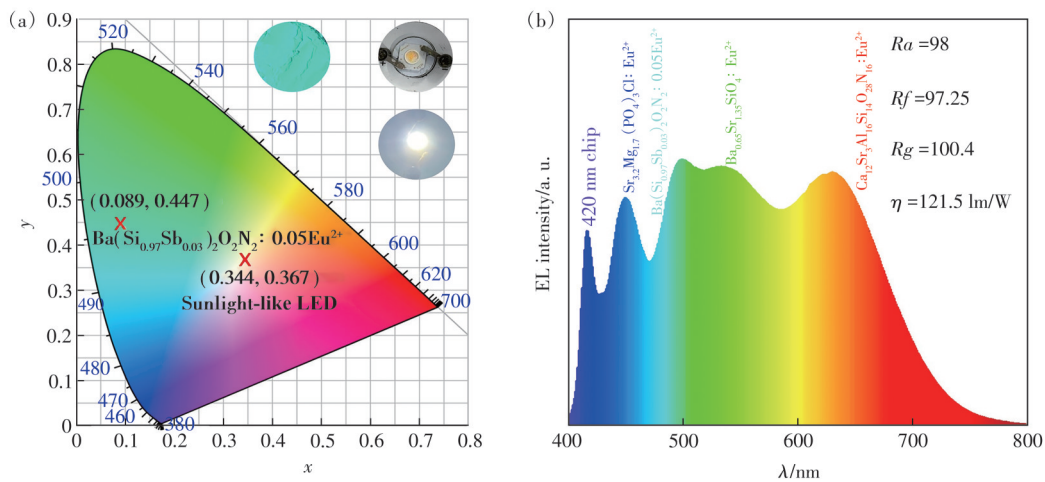 (a)
0.9
0.8
0.7
0.6
0.5
0.4
0.3
0.2
0.1
0
y
0
0.1
0.2
0.3
0.4
0.5
0.6
0.7
0.8
x
520
540
560
580
600
620
700
500
490
480
470
460
380
(0.089, 0.447)
Ba(Si₀.₉₇Sb₀.₀₃)₂O₂N₂: 0.05Eu²⁺
(0.344, 0.367)
Sunlight-like LED
(b)
EL intensity/a. u.
420 nm chip
Sr₃.₂Mg₁.₇(PO₄)₃Cl: Eu²⁺
Ba(Si₀.₉₇Sb₀.₀₃)₂O₂N₂: 0.05Eu²⁺
Ba₀.₆₅Sr₁.₃₅SiO₄: Eu²⁺
Ca₁₂Sr₃Al₁₆Si₁₄O₂₈N₁₆:Eu²⁺
Ra=98
Rf=97.25
Rg=100.4
η=121.5 lm/W
400
500
600
700
800
λ/nm